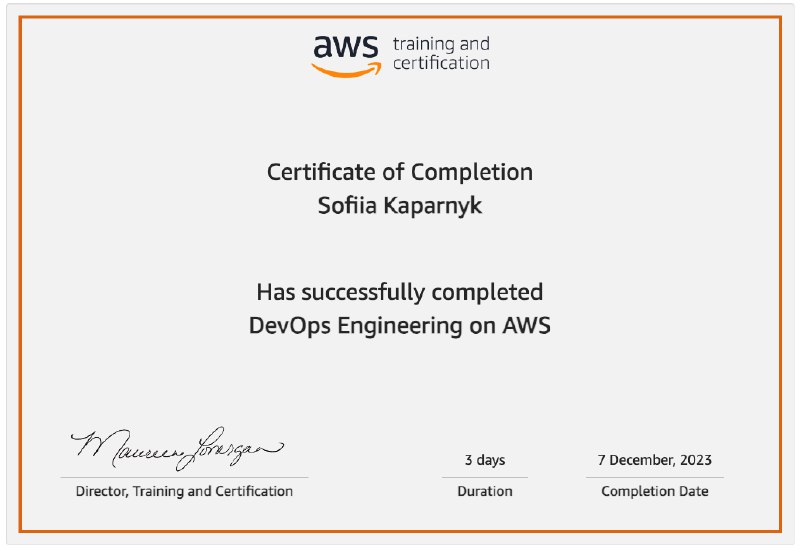 aws training and
certification
Certificate of Completion
Sofiia Kaparnyk
Has successfully completed
DevOps Engineering on AWS
Maureen Lonergan
3 days
7 December, 2023
Director, Training and Certification
Duration
Completion Date